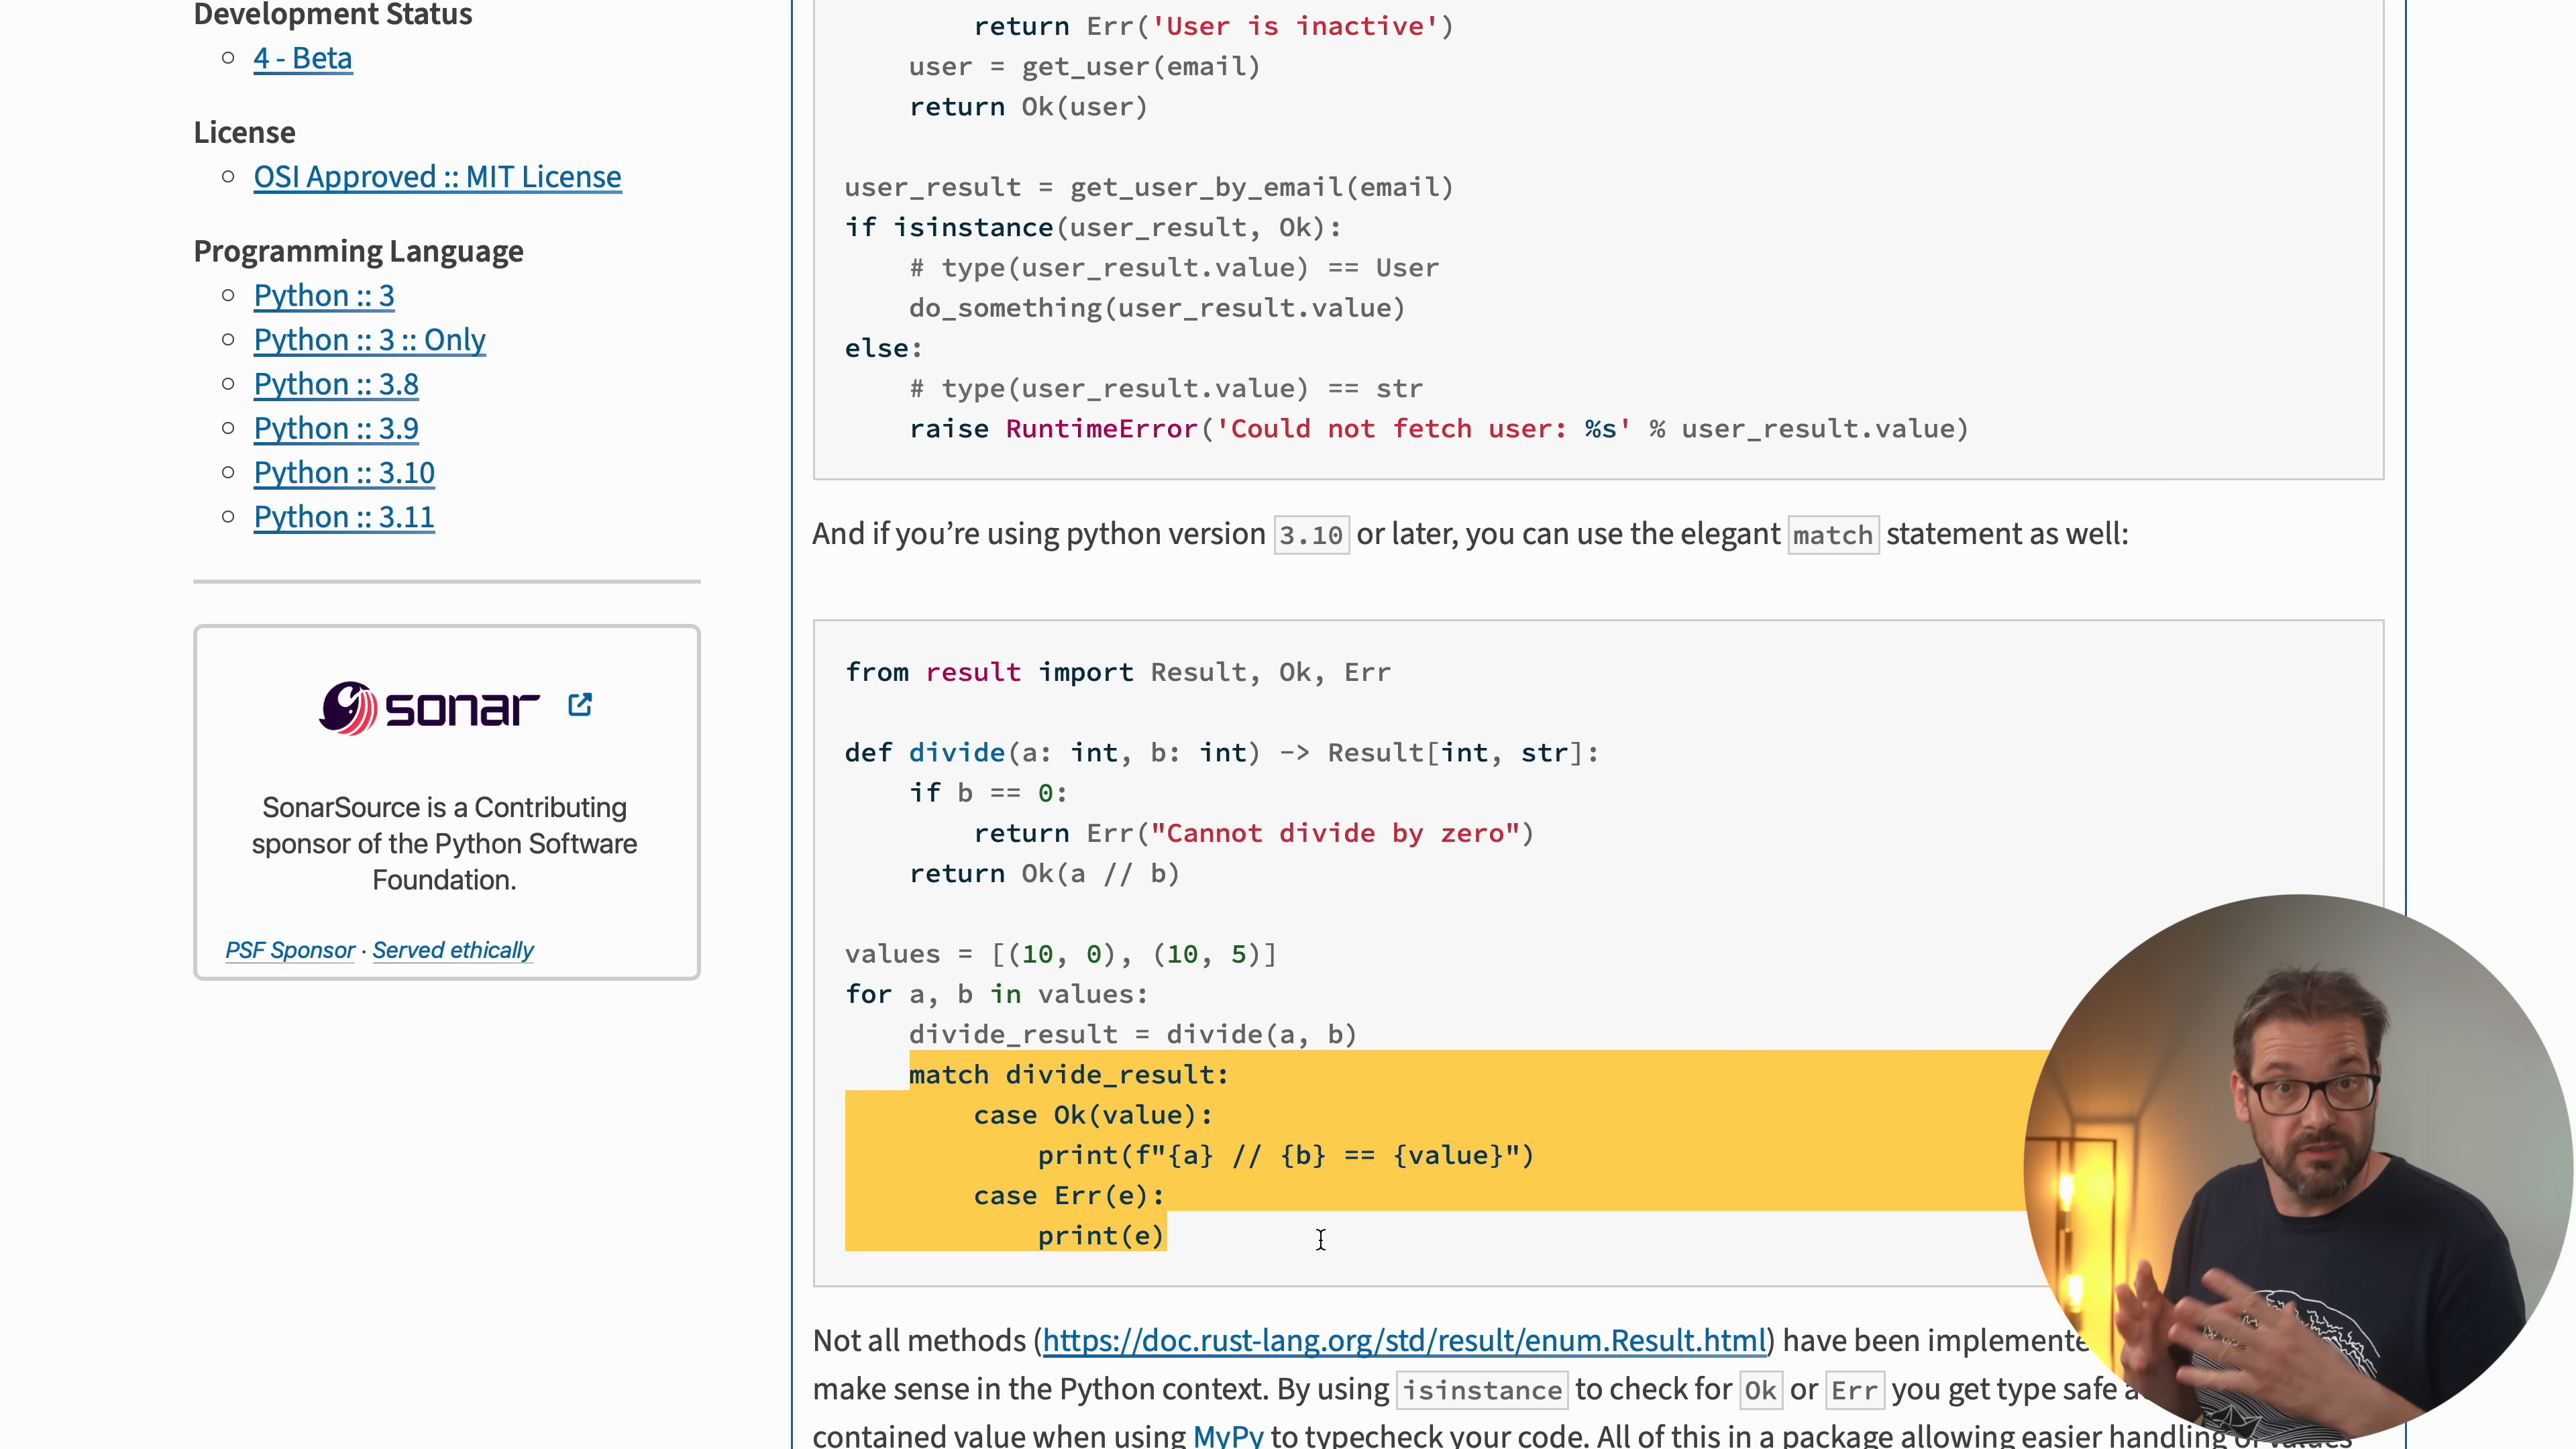 Development Status
4 - Beta
License
OSI Approved :: MIT License
Programming Language
Python :: 3
Python :: 3 :: Only
Python :: 3.8
Python :: 3.9
Python :: 3.10
Python :: 3.11
sonar
SonarSource is a Contributing
sponsor of the Python Software
Foundation.
PSF Sponsor · Served ethically
return Err('User is inactive')
user = get_user(email)
return Ok(user)
user_result = get_user_by_email(email)
if isinstance(user_result, Ok):
# type(user_result.value) == User
do_something(user_result.value)
else:
# type(user_result.value) == str
raise RuntimeError('Could not fetch user: %s' % user_result.value)
And if you’re using python version 3.10 or later, you can use the elegant match statement as well:
from result import Result, Ok, Err
def divide(a: int, b: int) -> Result[int, str]:
if b == 0:
return Err("Cannot divide by zero")
return Ok(a // b)
values = [(10, 0), (10, 5)]
for a, b in values:
divide_result = divide(a, b)
match divide_result:
case Ok(value):
print(f"{a} // {b} == {value}")
case Err(e):
print(e)
Not all methods (https://doc.rust-lang.org/std/result/enum.Result.html) have been
make sense in the Python context. By using isinstance to check for Ok or Err you get type safe
contained value when using MyPy to typecheck your code. All of this in a package allowing easier handling of values